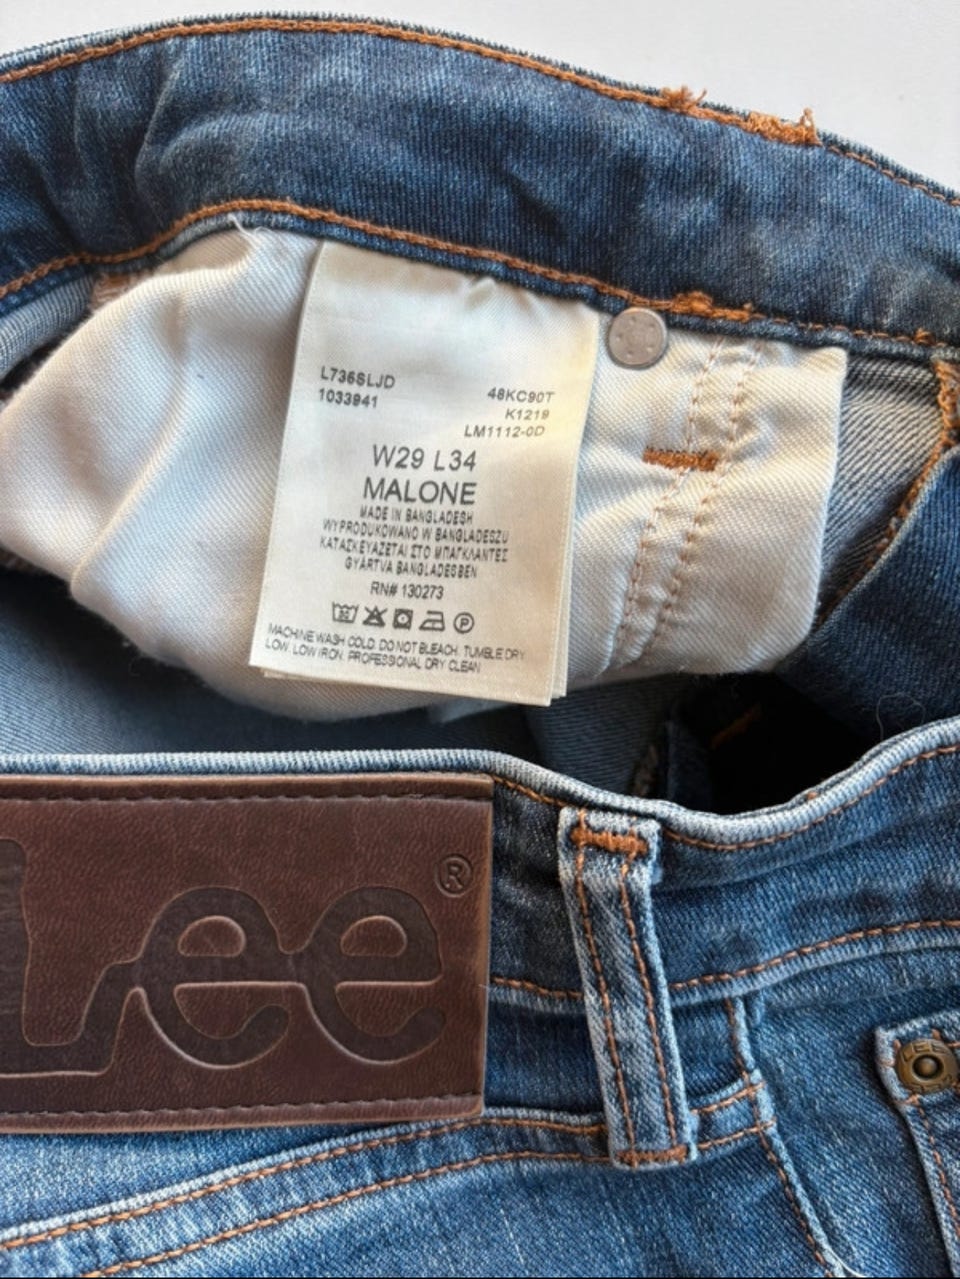 L736SLJD
1033941
48KC90T
K1219
LM1112-0D
W29 L34
MALONE
MADE IN BANGLADESH
WYPRODUKOWANO W BANGLADESZU
ΚΑΤΑΣΚΕΥΑΖΕΤΑΙ ΣΤΟ ΜΠΑΓΚΛΑΝΤΕΣ
GYÁRTVA BANGLADESBEN
RN# 130273
P
MACHINE WASH COLD. DO NOT BLEACH. TUMBLE DRY
LOW. LOW IRON. PROFESSIONAL DRY CLEAN
Lee®
LEE